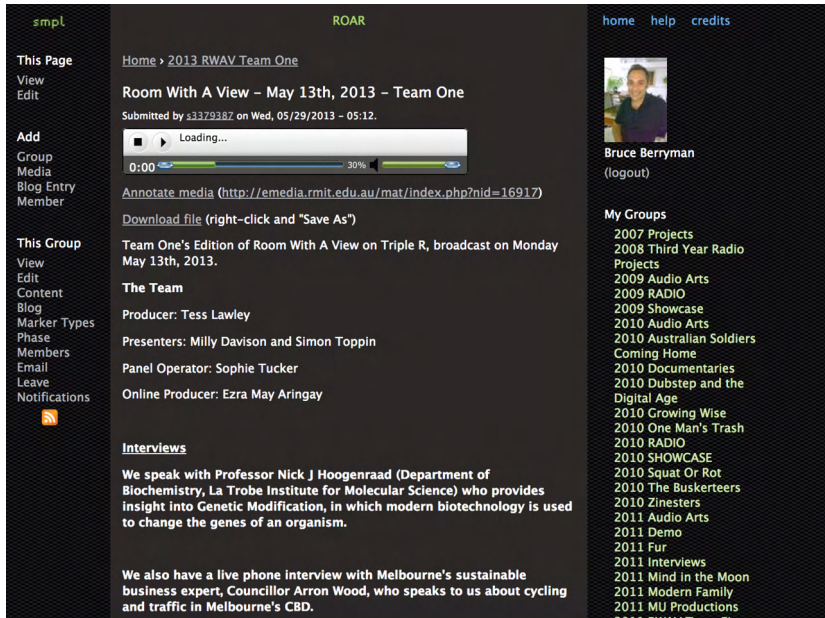 smpl
ROAR
home help credits
This Page
View
Edit
Add
Group
Media
Blog Entry
Member
This Group
View
Edit
Content
Blog
Marker Types
Phase
Members
Email
Leave
Notifications
Home › 2013 RWAV Team One
Room With A View – May 13th, 2013 – Team One
Submitted by s3379387 on Wed, 05/29/2013 – 05:12.
Loading...
0:00
30%
Annotate media (http://emedia.rmit.edu.au/mat/index.php?nid=16917)
Download file (right-click and "Save As")
Team One's Edition of Room With A View on Triple R, broadcast on Monday
May 13th, 2013.
The Team
Producer: Tess Lawley
Presenters: Milly Davison and Simon Toppin
Panel Operator: Sophie Tucker
Online Producer: Ezra May Aringay
Interviews
We speak with Professor Nick J Hoogenraad (Department of
Biochemistry, La Trobe Institute for Molecular Science) who provides
insight into Genetic Modification, in which modern biotechnology is used
to change the genes of an organism.
We also have a live phone interview with Melbourne's sustainable
business expert, Councillor Arron Wood, who speaks to us about cycling
and traffic in Melbourne's CBD.
Bruce Berryman
(logout)
My Groups
2007 Projects
2008 Third Year Radio
Projects
2009 Audio Arts
2009 RADIO
2009 Showcase
2010 Audio Arts
2010 Australian Soldiers
Coming Home
2010 Documentaries
2010 Dubstep and the
Digital Age
2010 Growing Wise
2010 One Man's Trash
2010 RADIO
2010 SHOWCASE
2010 Squat Or Rot
2010 The Buskerteers
2010 Zinesters
2011 Audio Arts
2011 Demo
2011 Fur
2011 Interviews
2011 Mind in the Moon
2011 Modern Family
2011 MU Productions